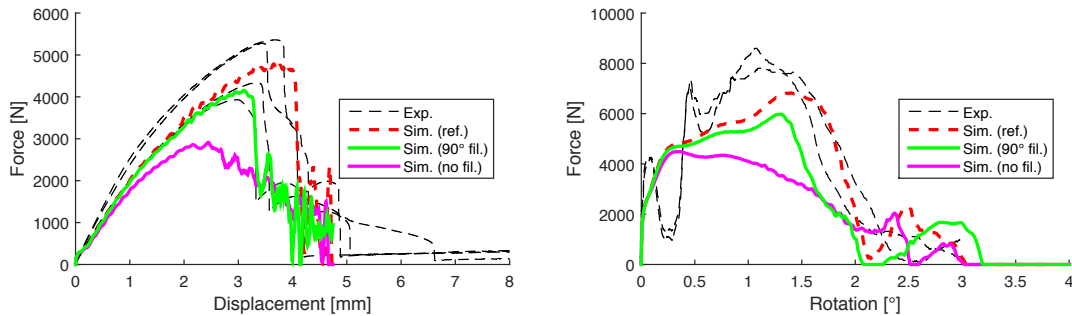 6000
5000
4000
3000
2000
1000
0
Force [N]
0 1 2 3 4 5 6 7 8
Displacement [mm]
Exp.
Sim. (ref.)
Sim. (90° fil.)
Sim. (no fil.)
10000
8000
6000
4000
2000
0
Force [N]
0 0.5 1 1.5 2 2.5 3 3.5 4
Rotation [°]
Exp.
Sim. (ref.)
Sim. (90° fil.)
Sim. (no fil.)